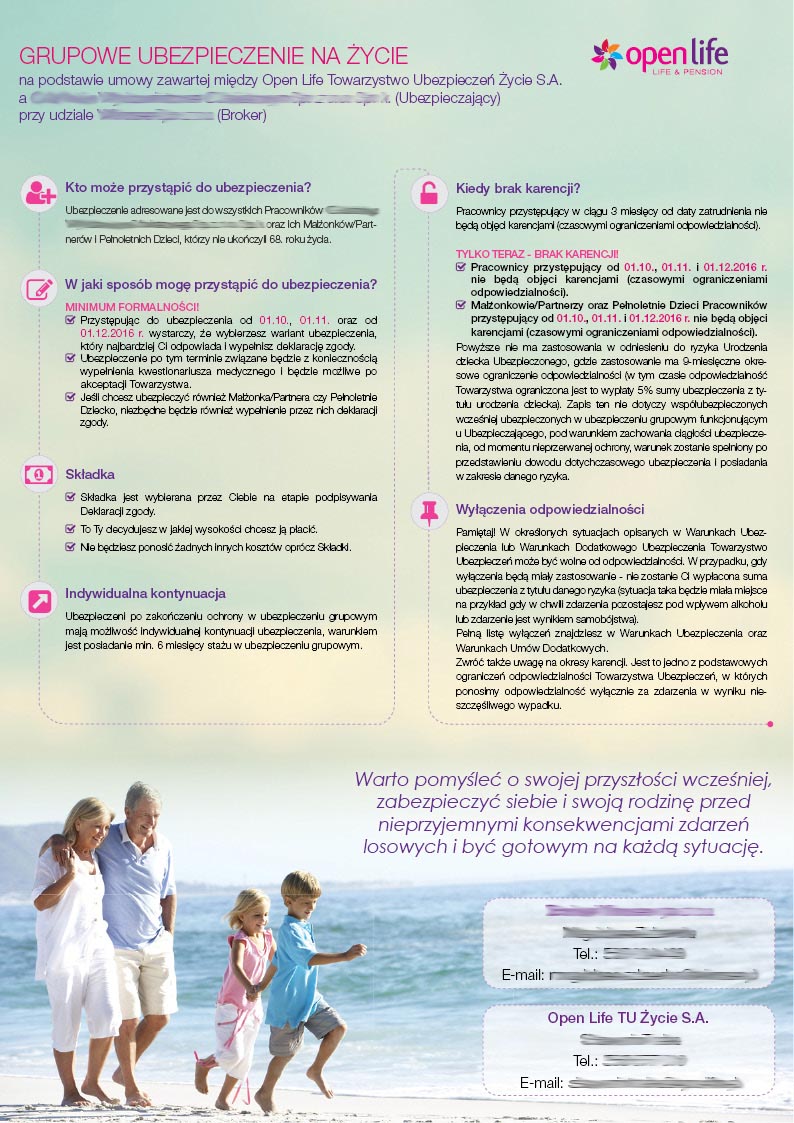 GRUPOWE UBEZPIECZENIE NA ŻYCIE
na podstawie umowy zawartej między Open Life Towarzystwo Ubezpieczeń Życie S.A.
a (Ubezpieczający)
przy udziale (Broker)
open life
LIFE & PENSION
Kto może przystąpić do ubezpieczenia?
Ubezpieczenie adresowane jest do wszystkich Pracowników
oraz ich Małżonków/Part-
nerów i Pełnoletnich Dzieci, którzy nie ukończyli 68. roku życia.
W jaki sposób mogę przystąpić do ubezpieczenia?
MINIMUM FORMALNOŚCI!
Przystępując do ubezpieczenia od 01.10., 01.11. oraz od
01.12.2016 r. wystarczy, że wybierzesz wariant ubezpieczenia,
który najbardziej Ci odpowiada i wypełnisz deklarację zgody.
Ubezpieczenie po tym terminie związane będzie z koniecznością
wypełnienia kwestionariusza medycznego i będzie możliwe po
akceptacji Towarzystwa.
Jeśli chcesz ubezpieczyć również Małżonka/Partnera czy Pełnoletnie
Dziecko, niezbędne będzie również wypełnienie przez nich deklaracji
zgody.
Składka
Składka jest wybierana przez Ciebie na etapie podpisywania
Deklaracji zgody.
To Ty decydujesz w jakiej wysokości chcesz ją płacić.
Nie będziesz ponosić żadnych innych kosztów oprócz Składki.
Indywidualna kontynuacja
Ubezpieczeni po zakończeniu ochrony w ubezpieczeniu grupowym
mają możliwość indywidualnej kontynuacji ubezpieczenia, warunkiem
jest posiadanie min. 6 miesięcy stażu w ubezpieczeniu grupowym.
Kiedy brak karencji?
Pracownicy przystępujący w ciągu 3 miesięcy od daty zatrudnienia nie
będą objęci karencjami (czasowymi ograniczeniami odpowiedzialności).
TYLKO TERAZ - BRAK KARENCJI!
Pracownicy przystępujący od 01.10., 01.11. i 01.12.2016 r.
nie będą objęci karencjami (czasowymi ograniczeniami
odpowiedzialności).
Małżonkowie/Partnerzy oraz Pełnoletnie Dzieci Pracowników
przystępujący od 01.10., 01.11. i 01.12.2016 r. nie będą objęci
karencjami (czasowymi ograniczeniami odpowiedzialności).
Powyższe nie ma zastosowania w odniesieniu do ryzyka Urodzenia
dziecka Ubezpieczonego, gdzie zastosowanie ma 9-miesięczne okre-
sowe ograniczenie odpowiedzialności (w tym czasie odpowiedzialność
Towarzystwa ograniczona jest to wypłaty 5% sumy ubezpieczenia z ty-
tułu urodzenia dziecka). Zapis ten nie dotyczy współubezpieczonych
wcześniej ubezpieczonych w ubezpieczeniu grupowym funkcjonującym
u Ubezpieczającego, pod warunkiem zachowania ciągłości ubezpiecze-
nia, od momentu nieprzerwanej ochrony, warunek zostanie spełniony po
przedstawieniu dowodu dotychczasowego ubezpieczenia i posiadania
w zakresie danego ryzyka.
Wyłączenia odpowiedzialności
Pamiętaj! W określonych sytuacjach opisanych w Warunkach Ubez-
pieczenia lub Warunkach Dodatkowego Ubezpieczenia Towarzystwo
Ubezpieczeń może być wolne od odpowiedzialności. W przypadku, gdy
wyłączenia będą miały zastosowanie - nie zostanie Ci wypłacona suma
ubezpieczenia z tytułu danego ryzyka (sytuacja taka będzie miała miejsce
na przykład gdy w chwili zdarzenia pozostajesz pod wpływem alkoholu
lub zdarzenie jest wynikiem samobójstwa).
Pełną listę wyłączeń znajdziesz w Warunkach Ubezpieczenia oraz
Warunkach Umów Dodatkowych.
Zwróć także uwagę na okresy karencji. Jest to jedno z podstawowych
ograniczeń odpowiedzialności Towarzystwa Ubezpieczeń, w których
ponosimy odpowiedzialność wyłącznie za zdarzenia w wyniku nie-
szczęśliwego wypadku.
Warto pomyśleć o swojej przyszłości wcześniej,
zabezpieczyć siebie i swoją rodzinę przed
nieprzyjemnymi konsekwencjami zdarzeń
losowych i być gotowym na każdą sytuację.
Tel.:
E-mail:
Open Life TU Życie S.A.
Tel.:
E-mail: